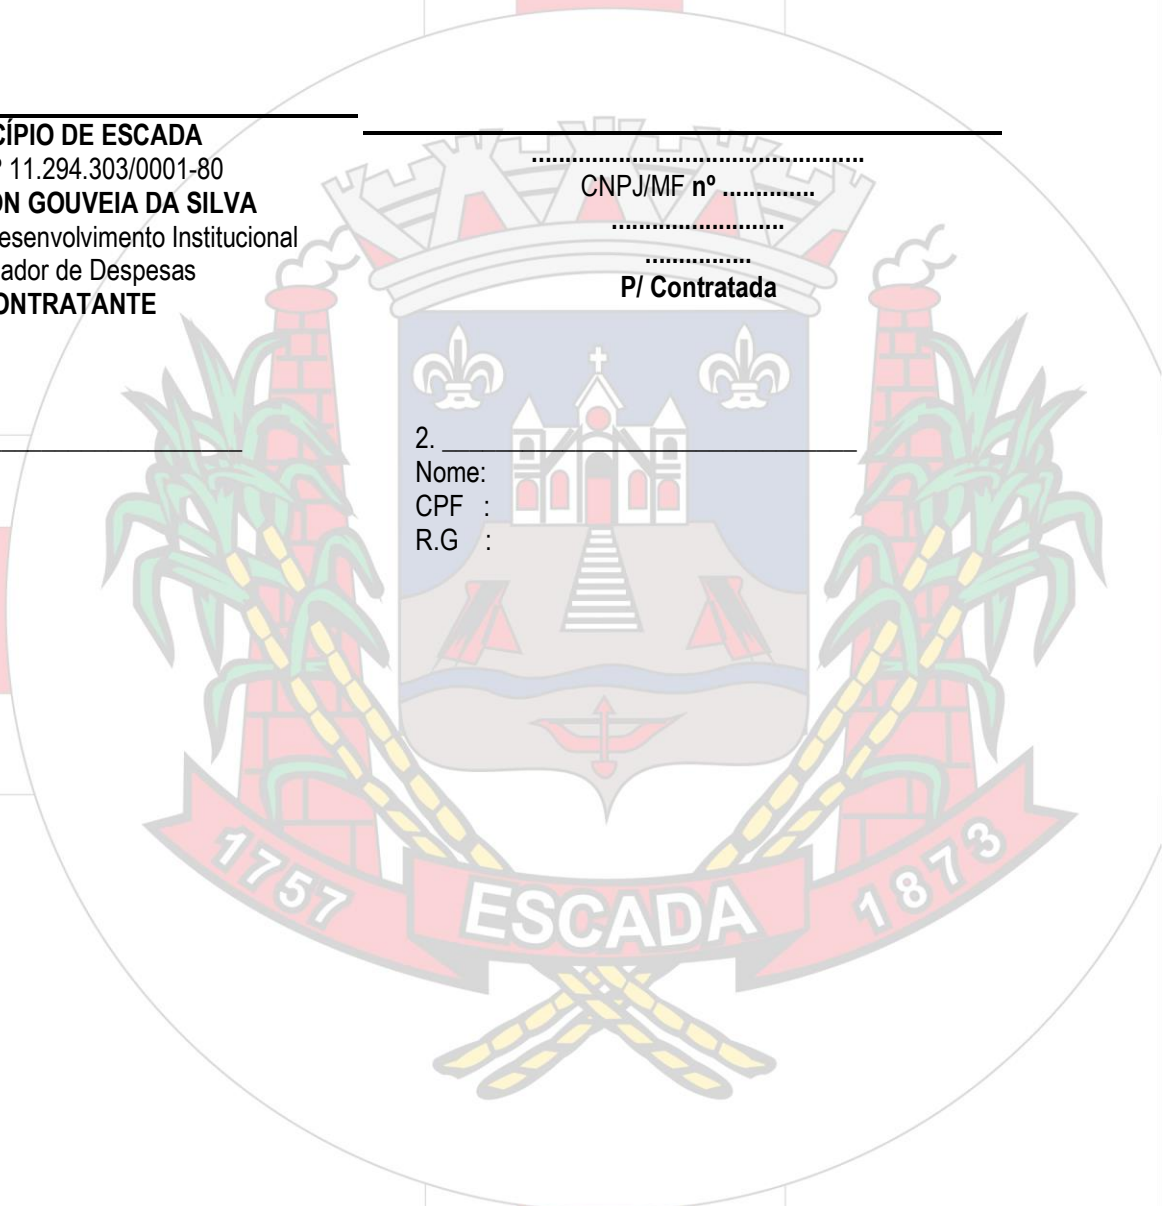 CÍPIO DE ESCADA
º 11.294.303/0001-80
ON GOUVEIA DA SILVA
esenvolvimento Institucional
ador de Despesas
ONTRATANTE
..................................................
CNPJ/MF nº ..............
..........................
................
P/ Contratada
2. _______________________________
Nome:
CPF :
R.G :
1757
ESCADA
1873